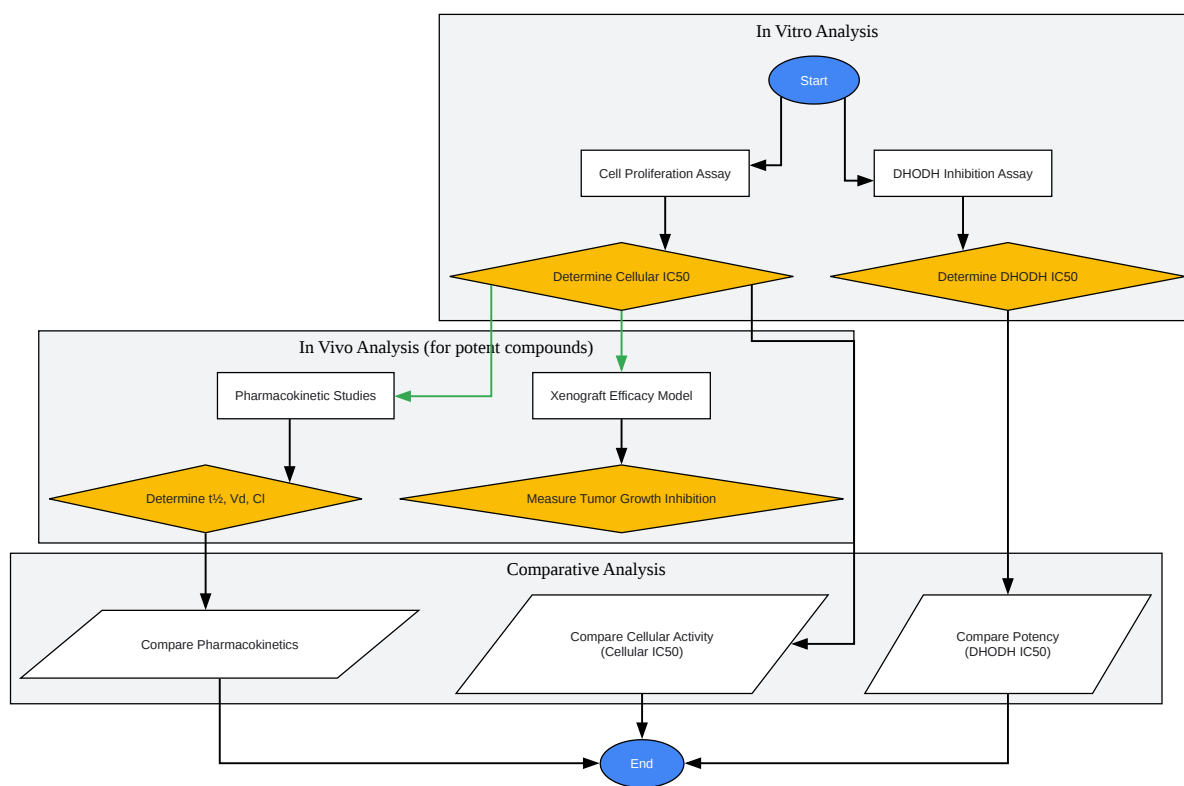 In Vitro Analysis
Start
Cell Proliferation Assay
DHODH Inhibition Assay
Determine Cellular IC50
Determine DHODH IC50
In Vivo Analysis (for potent compounds)
Pharmacokinetic Studies
Xenograft Efficacy Model
Determine t½, Vd, Cl
Measure Tumor Growth Inhibition
Comparative Analysis
Compare Pharmacokinetics
Compare Cellular Activity
(Cellular IC50)
Compare Potency
(DHODH IC50)
End